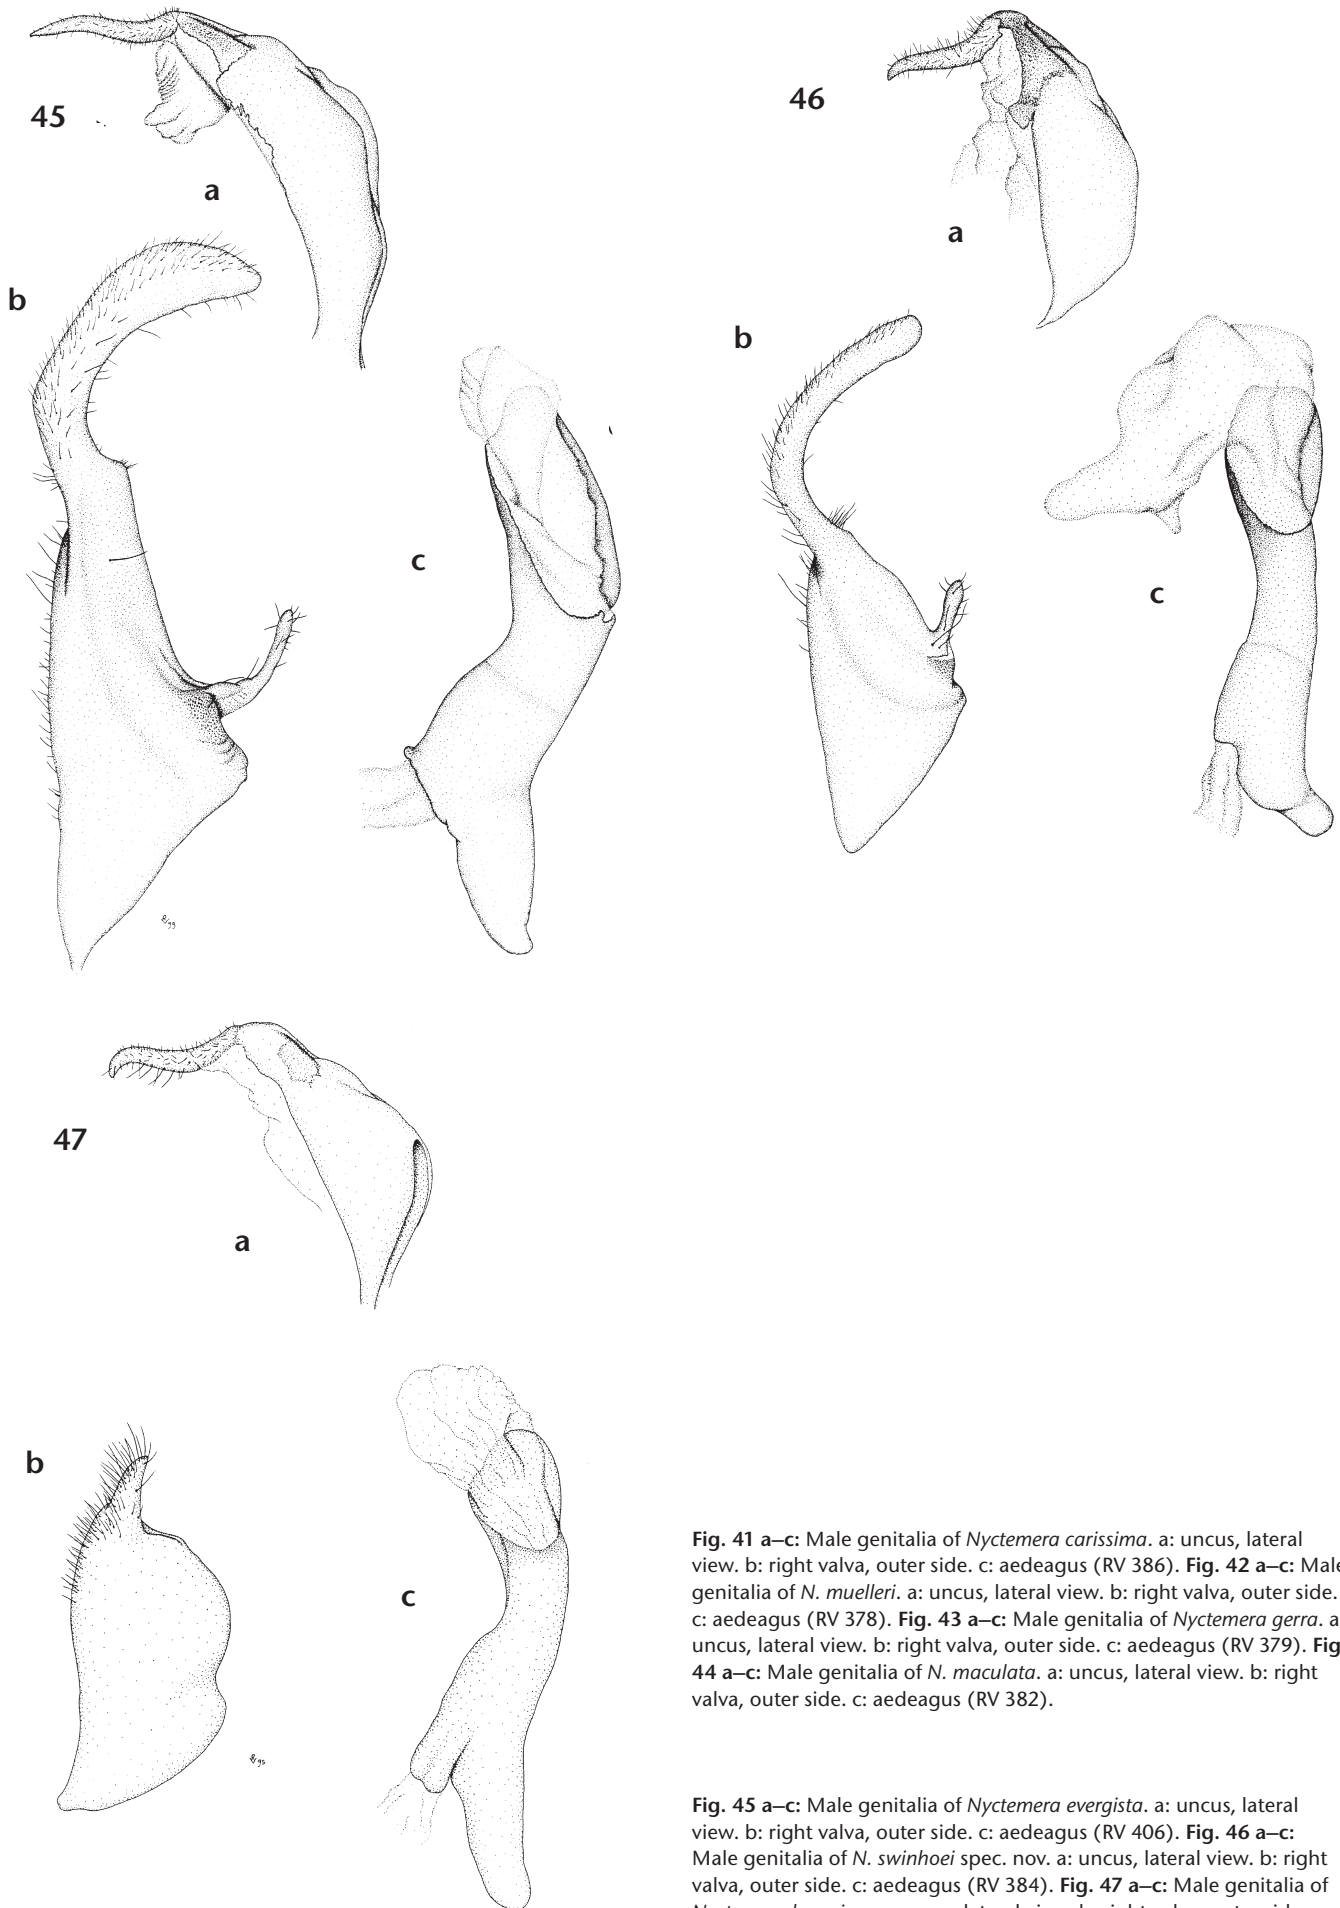 45
a
b
c
46
a
b
c
47
a
b
c
Fig. 41 a–c: Male genitalia of Nyctemera carissima. a: uncus, lateral
view. b: right valva, outer side. c: aedeagus (RV 386). Fig. 42 a–c: Male
genitalia of N. muelleri. a: uncus, lateral view. b: right valva, outer side.
c: aedeagus (RV 378). Fig. 43 a–c: Male genitalia of Nyctemera gerra. a
uncus, lateral view. b: right valva, outer side. c: aedeagus (RV 379). Fig
44 a–c: Male genitalia of N. maculata. a: uncus, lateral view. b: right
valva, outer side. c: aedeagus (RV 382).
Fig. 45 a–c: Male genitalia of Nyctemera evergista. a: uncus, lateral
view. b: right valva, outer side. c: aedeagus (RV 406). Fig. 46 a–c:
Male genitalia of N. swinhoei spec. nov. a: uncus, lateral view. b: right
valva, outer side. c: aedeagus (RV 384). Fig. 47 a–c: Male genitalia of